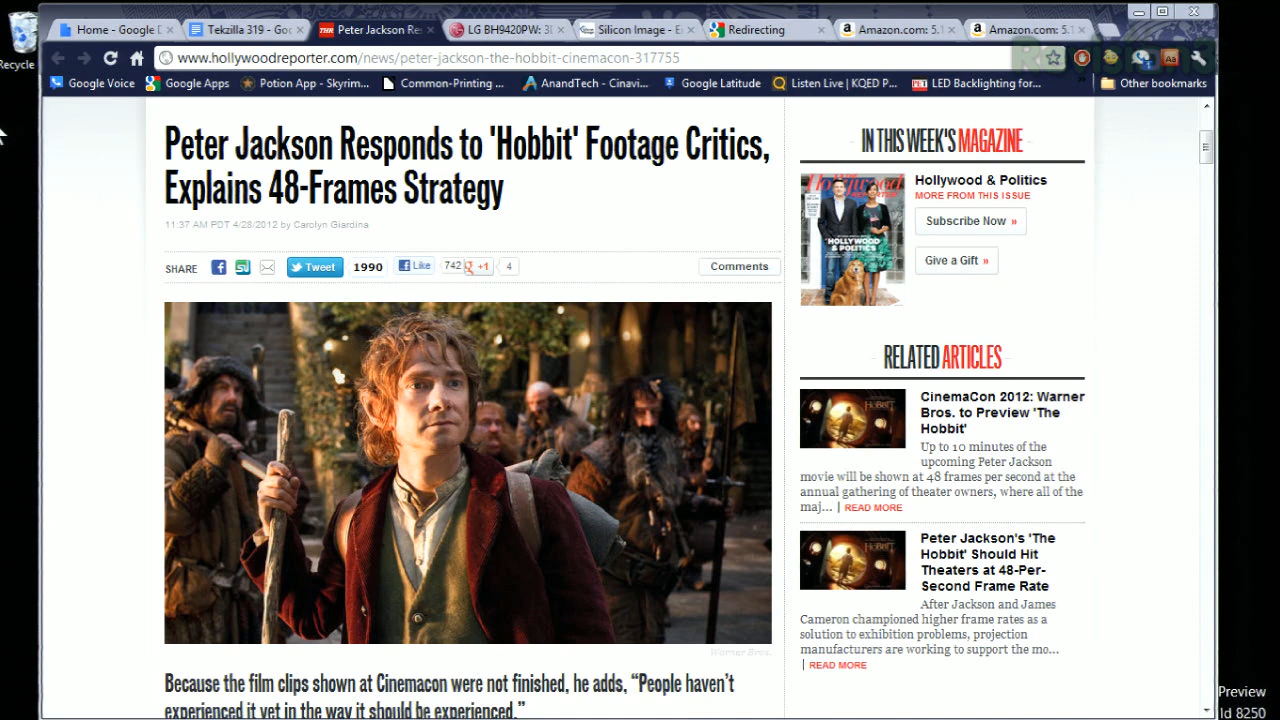 Home - Google D
Tekzilla 319 - Goo
Peter Jackson Re
LG BH9420PW: 3
Silicon Image - E
Redirecting
Amazon.com: 5.1
Amazon.com: 5.1
www.hollywoodreporter.com/news/peter-jackson-the-hobbit-cinemacon-317755
Recycle
Google Voice
Google Apps
Potion App - Skyrim...
Common-Printing ...
AnandTech - Cinavi...
Google Latitude
Listen Live | KQED P...
LED Backlighting for...
Other bookmarks
Peter Jackson Responds to 'Hobbit' Footage Critics,
Explains 48-Frames Strategy
11:37 AM PDT 4/28/2012 by Carolyn Giardina
SHARE
Tweet
1990
Like
742
+1
4
Comments
Warner Bros.
Because the film clips shown at Cinemacon were not finished, he adds, “People haven’t
experienced it yet in the way it should be experienced.”
IN THIS WEEK'S MAGAZINE
HOLLYWOOD
& POLITICS
Hollywood & Politics
MORE FROM THIS ISSUE
Subscribe Now »
Give a Gift »
RELATED ARTICLES
HOBBIT
CinemaCon 2012: Warner
Bros. to Preview 'The
Hobbit'
Up to 10 minutes of the
upcoming Peter Jackson
movie will be shown at 48 frames per second at the
annual gathering of theater owners, where all of the
maj... | READ MORE
HOBBIT
Peter Jackson's 'The
Hobbit' Should Hit
Theaters at 48-Per-
Second Frame Rate
After Jackson and James
Cameron championed higher frame rates as a
solution to exhibition problems, projection
manufacturers are working to support the mo...
| READ MORE
Preview
ld 8250